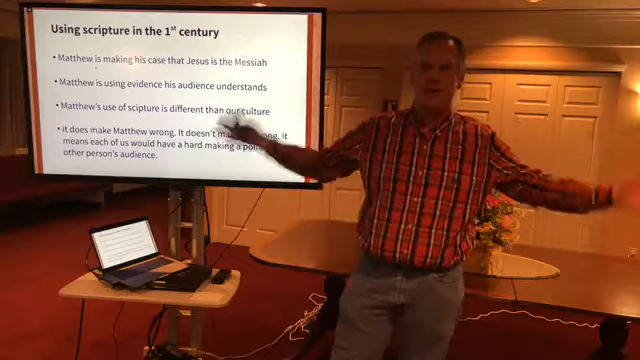 Using scripture in the 1st century
• Matthew is making his case that Jesus is the Messiah
• Matthew is using evidence his audience understands
• Matthew's use of scipture is different than our culture
• It does make Matthew wrong. It doesn't It
means each of us would have a hard making a
other person's audience.